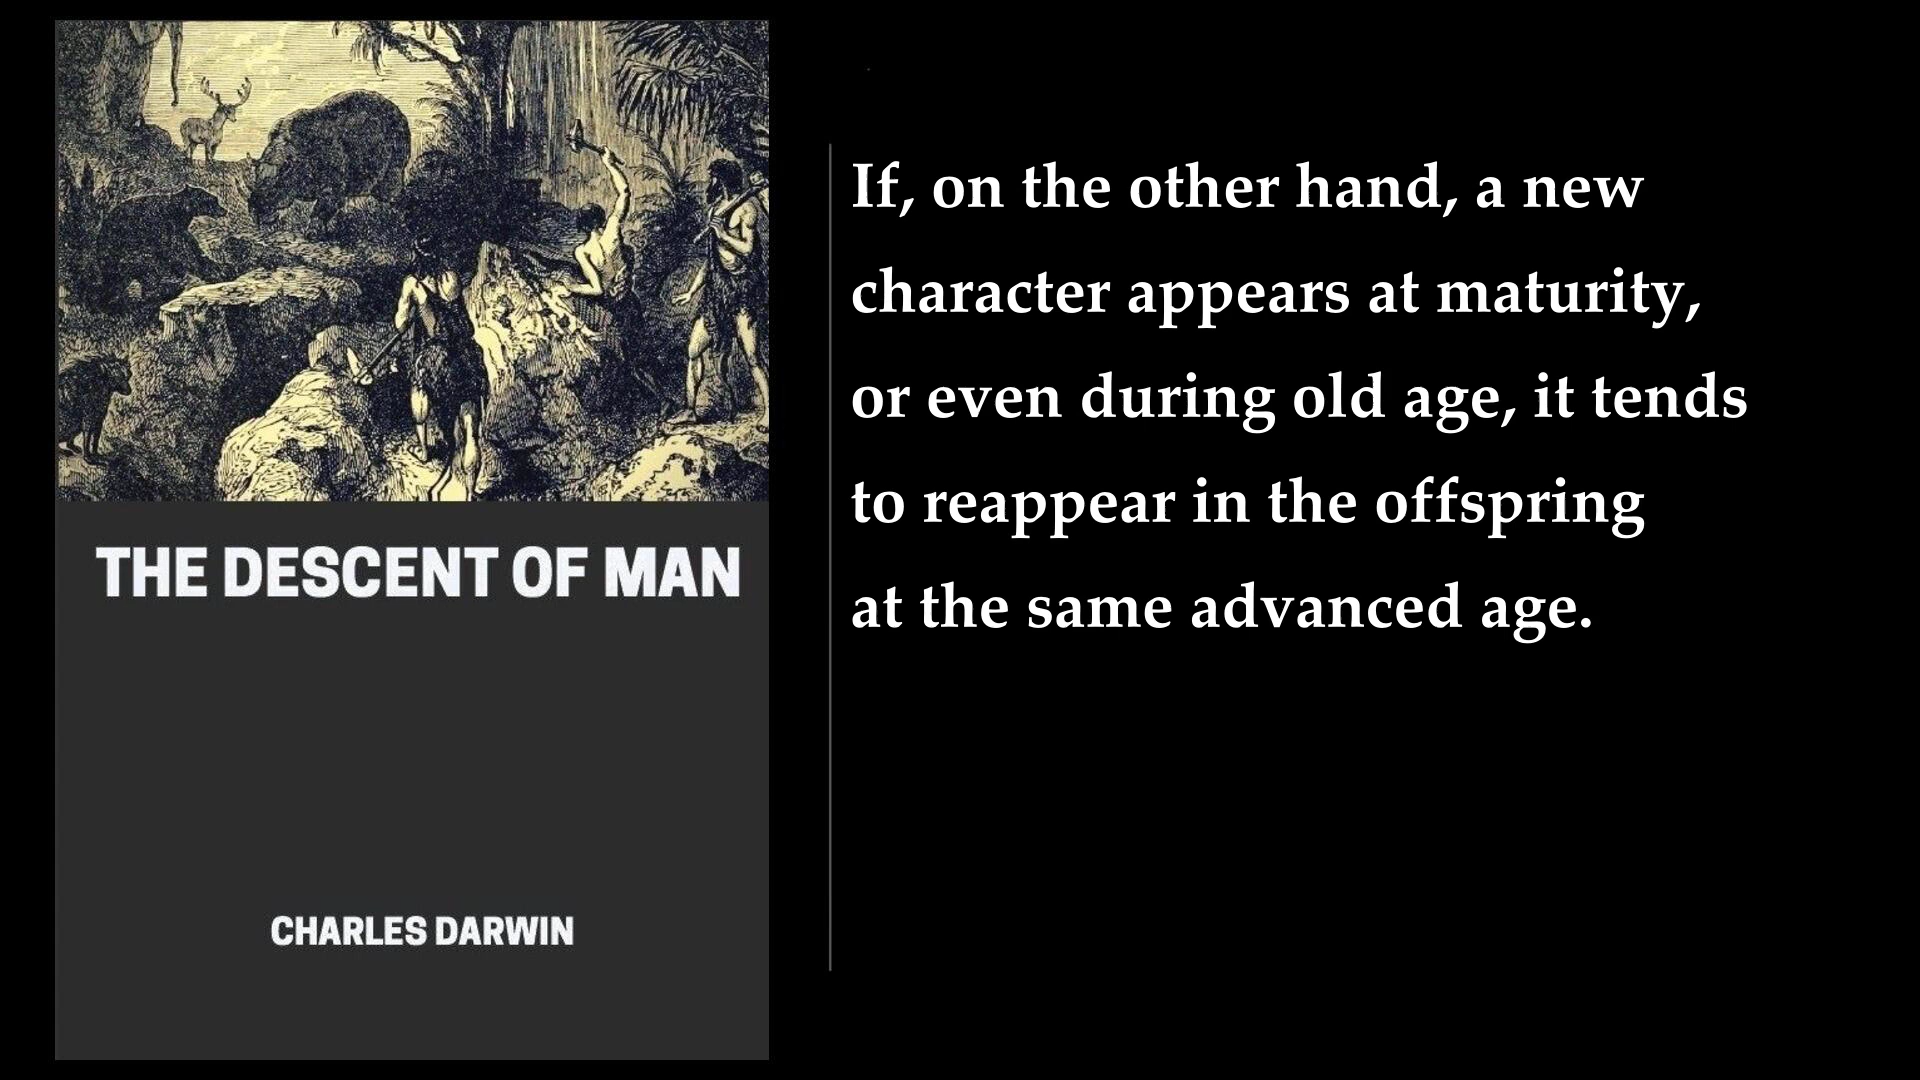 THE DESCENT OF MAN
CHARLES DARWIN
If, on the other hand, a new
character appears at maturity,
or even during old age, it tends
to reappear in the offspring
at the same advanced age.